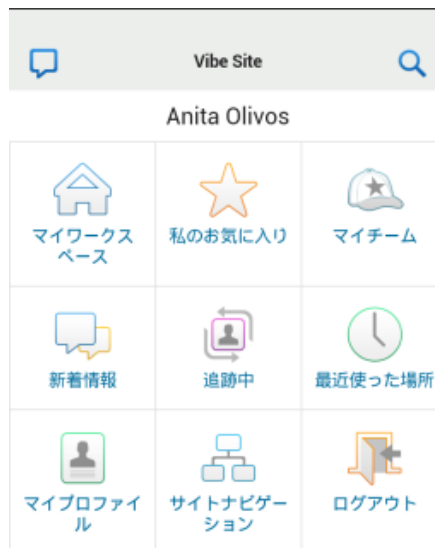 Vibe Site
Anita Olivos
マイワークス
ペース
私のお気に入り
マイチーム
新着情報
追跡中
最近使った場所
マイプロファイ
ル
サイトナビゲー
ション
ログアウト